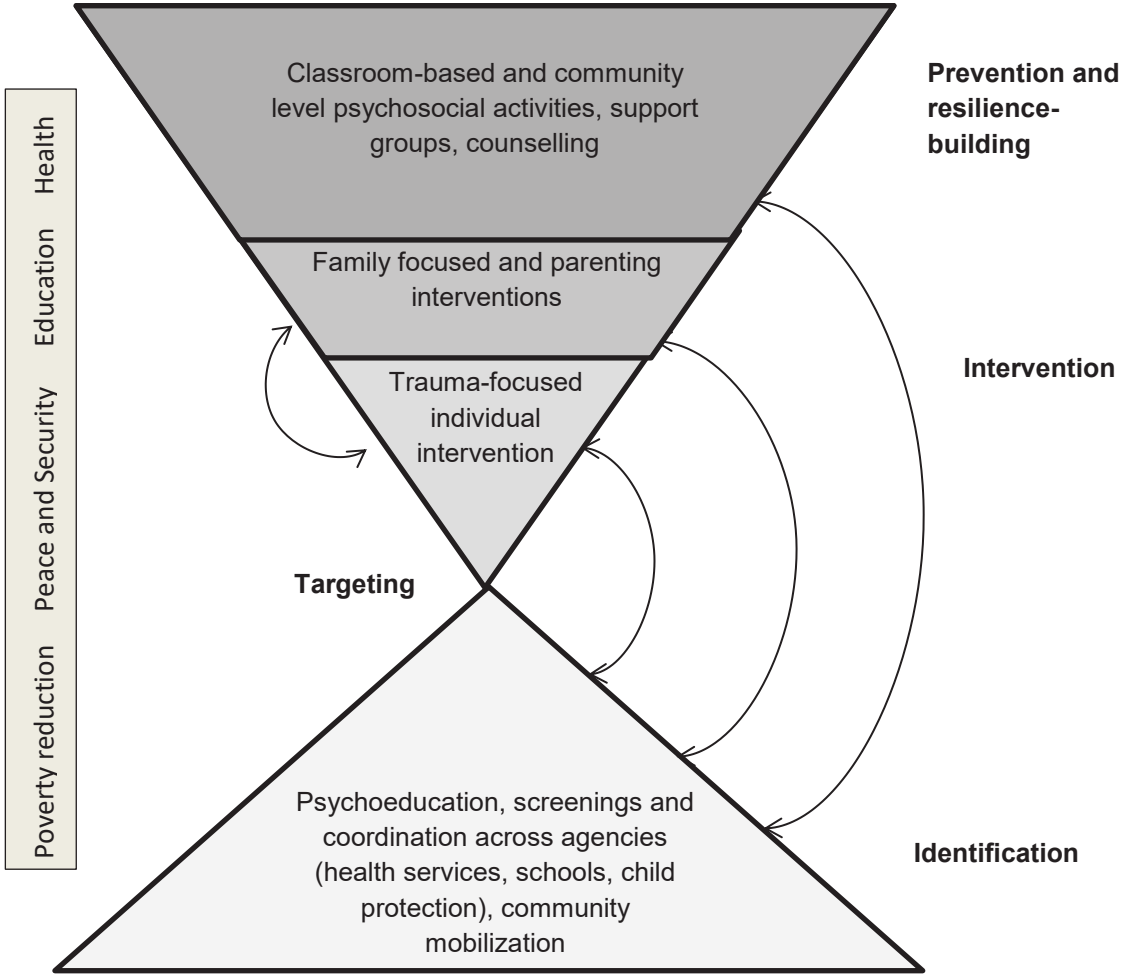 Classroom-based and community
level psychosocial activities, support
groups, counselling
Prevention and
resilience-
building
Family focused and parenting
interventions
Intervention
Trauma-focused
individual
intervention
Targeting
Psychoeducation, screenings and
coordination across agencies
(health services, schools, child
protection), community
mobilization
Identification
Poverty reduction Peace and Security Education Health